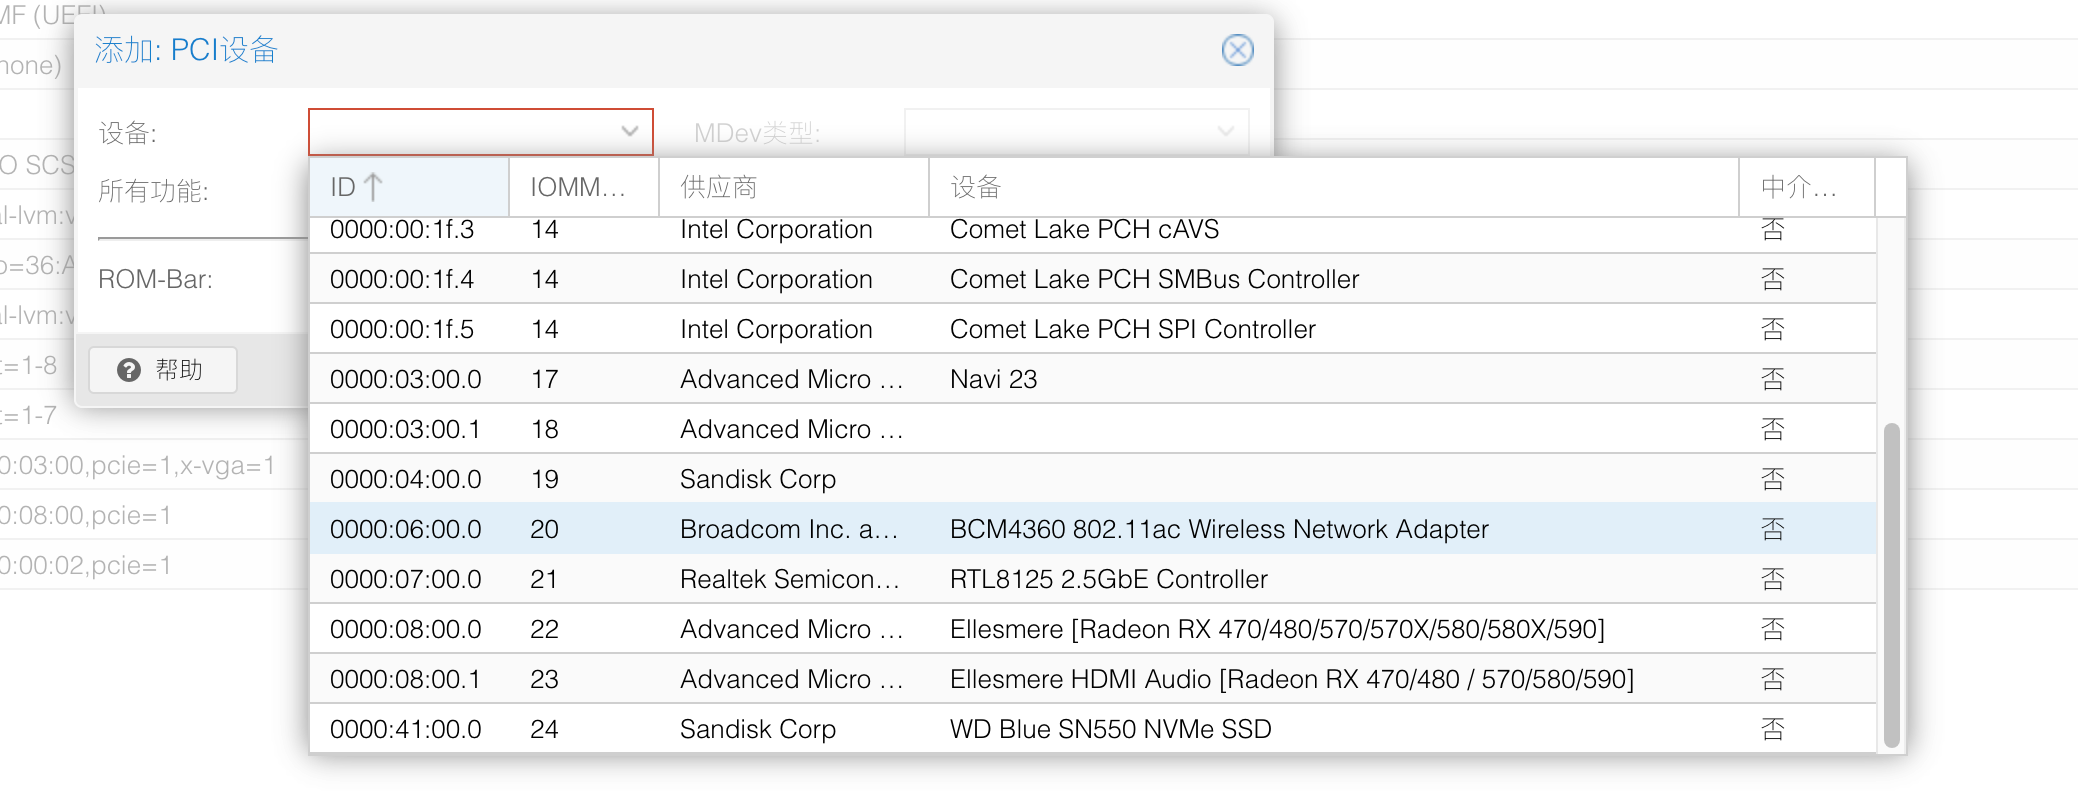 MF (UEFI)
添加: PCI设备
none)
设备:
MDev类型:
O SCS
所有功能:
ID IOMM... 供应商 设备 中介...
al-lvm:v
0000:00:1f.3 14 Intel Corporation Comet Lake PCH cAVS 否
o=36:A
ROM-Bar:
0000:00:1f.4 14 Intel Corporation Comet Lake PCH SMBus Controller 否
al-lvm:v
0000:00:1f.5 14 Intel Corporation Comet Lake PCH SPI Controller 否
t=1-8
帮助
0000:03:00.0 17 Advanced Micro ... Navi 23 否
t=1-7
0000:03:00.1 18 Advanced Micro ... 否
0:03:00,pcie=1,x-vga=1
0000:04:00.0 19 Sandisk Corp 否
0:08:00,pcie=1
0000:06:00.0 20 Broadcom Inc. a... BCM4360 802.11ac Wireless Network Adapter 否
0:00:02,pcie=1
0000:07:00.0 21 Realtek Semicon... RTL8125 2.5GbE Controller 否
0000:08:00.0 22 Advanced Micro ... Ellesmere [Radeon RX 470/480/570/570X/580/580X/590] 否
0000:08:00.1 23 Advanced Micro ... Ellesmere HDMI Audio [Radeon RX 470/480 / 570/580/590] 否
0000:41:00.0 24 Sandisk Corp WD Blue SN550 NVMe SSD 否